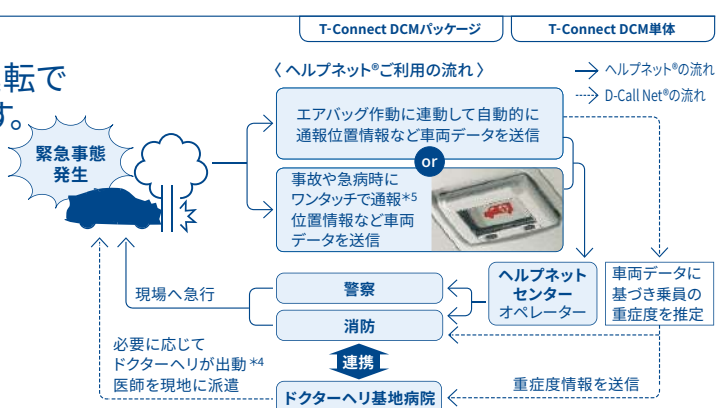 T-Connect DCMパッケージ
T-Connect DCM単体
転で
す。
〈 ヘルプネット®ご利用の流れ 〉
ヘルプネット®の流れ
D-Call Net®の流れ
緊急事態
発生
エアバッグ作動に連動して自動的に
通報位置情報など車両データを送信
or
事故や急病時に
ワンタッチで通報*5
位置情報など車両
データを送信
現場へ急行
警察
消防
ヘルプネット
センター
オペレーター
車両データに
基づき乗員の
重症度を推定
必要に応じて
ドクターヘリが出動*4
医師を現地に派遣
連携
ドクターヘリ基地病院
重症度情報を送信